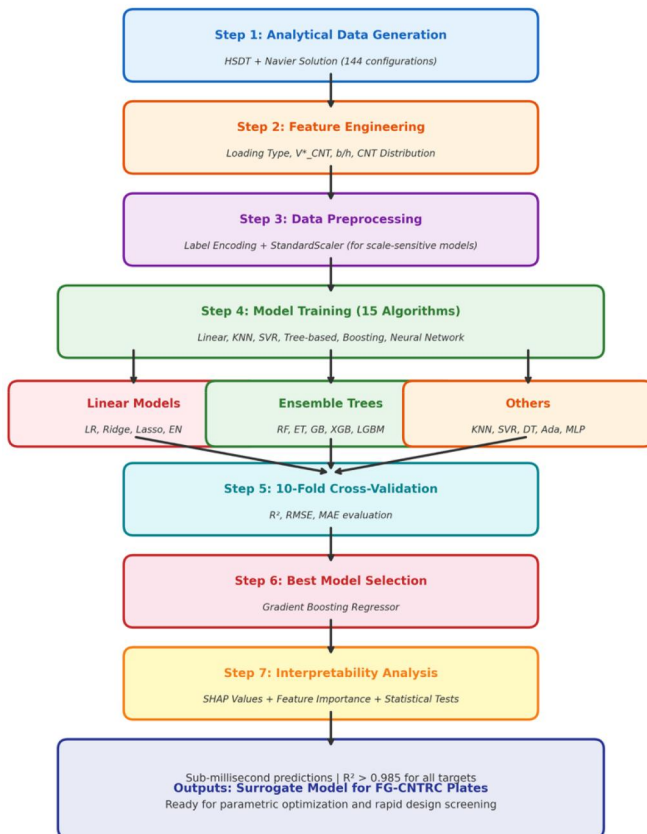 Step 1: Analytical Data Generation
HSDT + Navier Solution (144 configurations)
Step 2: Feature Engineering
Loading Type, V*_CNT, b/h, CNT Distribution
Step 3: Data Preprocessing
Label Encoding + StandardScaler (for scale-sensitive models)
Step 4: Model Training (15 Algorithms)
Linear, KNN, SVR, Tree-based, Boosting, Neural Network
Linear Models
LR, Ridge, Lasso, EN
Ensemble Trees
RF, ET, GB, XGB, LGBM
Others
KNN, SVR, DT, Ada, MLP
Step 5: 10-Fold Cross-Validation
R², RMSE, MAE evaluation
Step 6: Best Model Selection
Gradient Boosting Regressor
Step 7: Interpretability Analysis
SHAP Values + Feature Importance + Statistical Tests
Sub-millisecond predictions | R² > 0.985 for all targets
Outputs: Surrogate Model for FG-CNTRC Plates
Ready for parametric optimization and rapid design screening